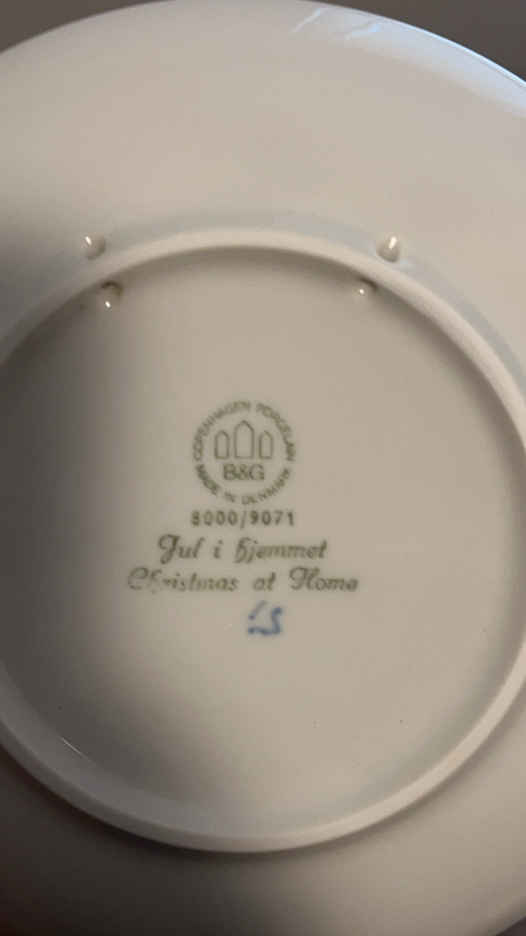 COPENHAGEN PORCELAIN
B&G
MADE IN DENMARK
8000/9071
Jul i hjemmet
Christmas at Home